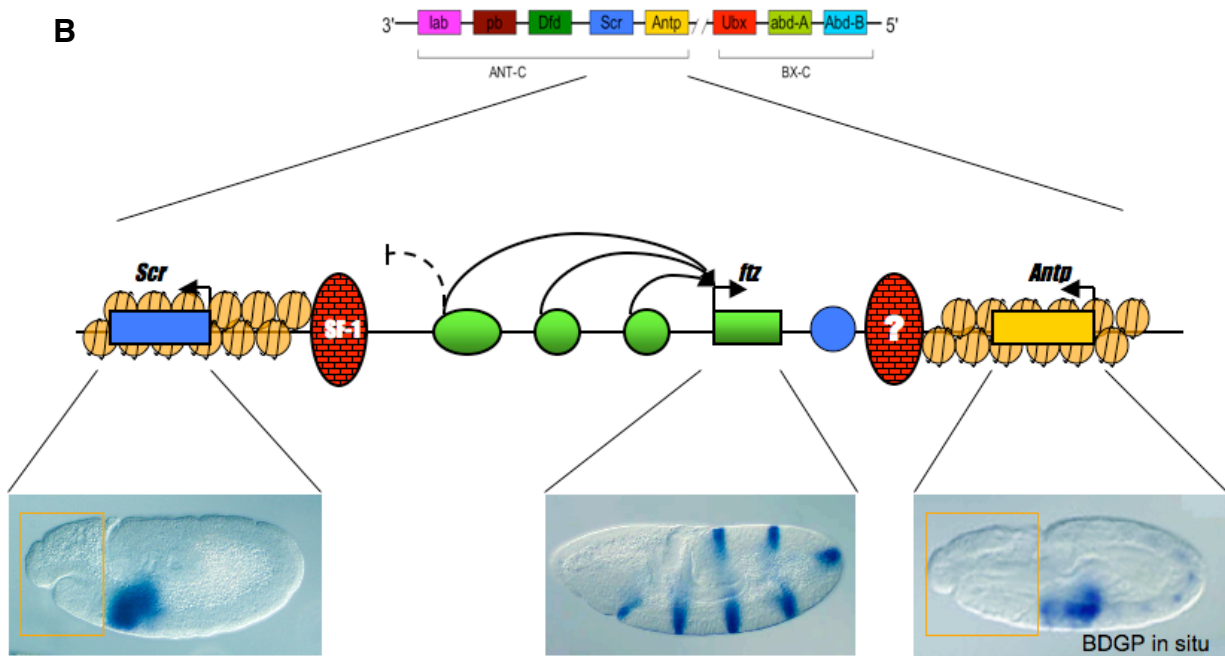 B
3' lab pb Dfd Scr Antp // Ubx abd-A Abd-B 5'
ANT-C BX-C
Scr ftz Antp
SF-1 ?
BDGP in situ